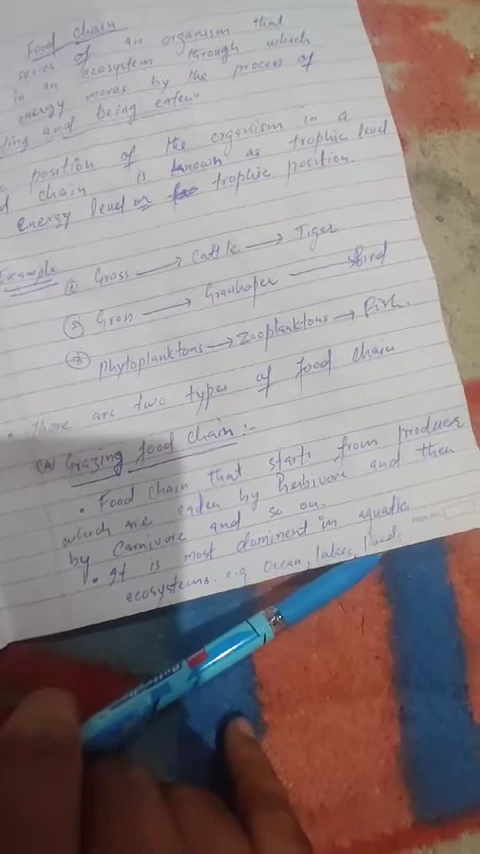 Food chain
series of an organism that
in an ecosystem through which
energy moves by the process of
and being eaten"
position of the organism in a
chain is known as trophic level
Energy level or trophic position.
Example
① Grass → Cattle → Tiger
② Grass → Grasshoper → Bird
③ Phytoplanktons → Zooplanktons → Fish.
• There are two types of food chain
(A) Grazing food chain :-
• Food chain that starts from producer
which are eaten by herbivore and then
by Carnivore and so on.
• It is most dominent in aquatic
ecosystems. e.g Ocean, lakes,